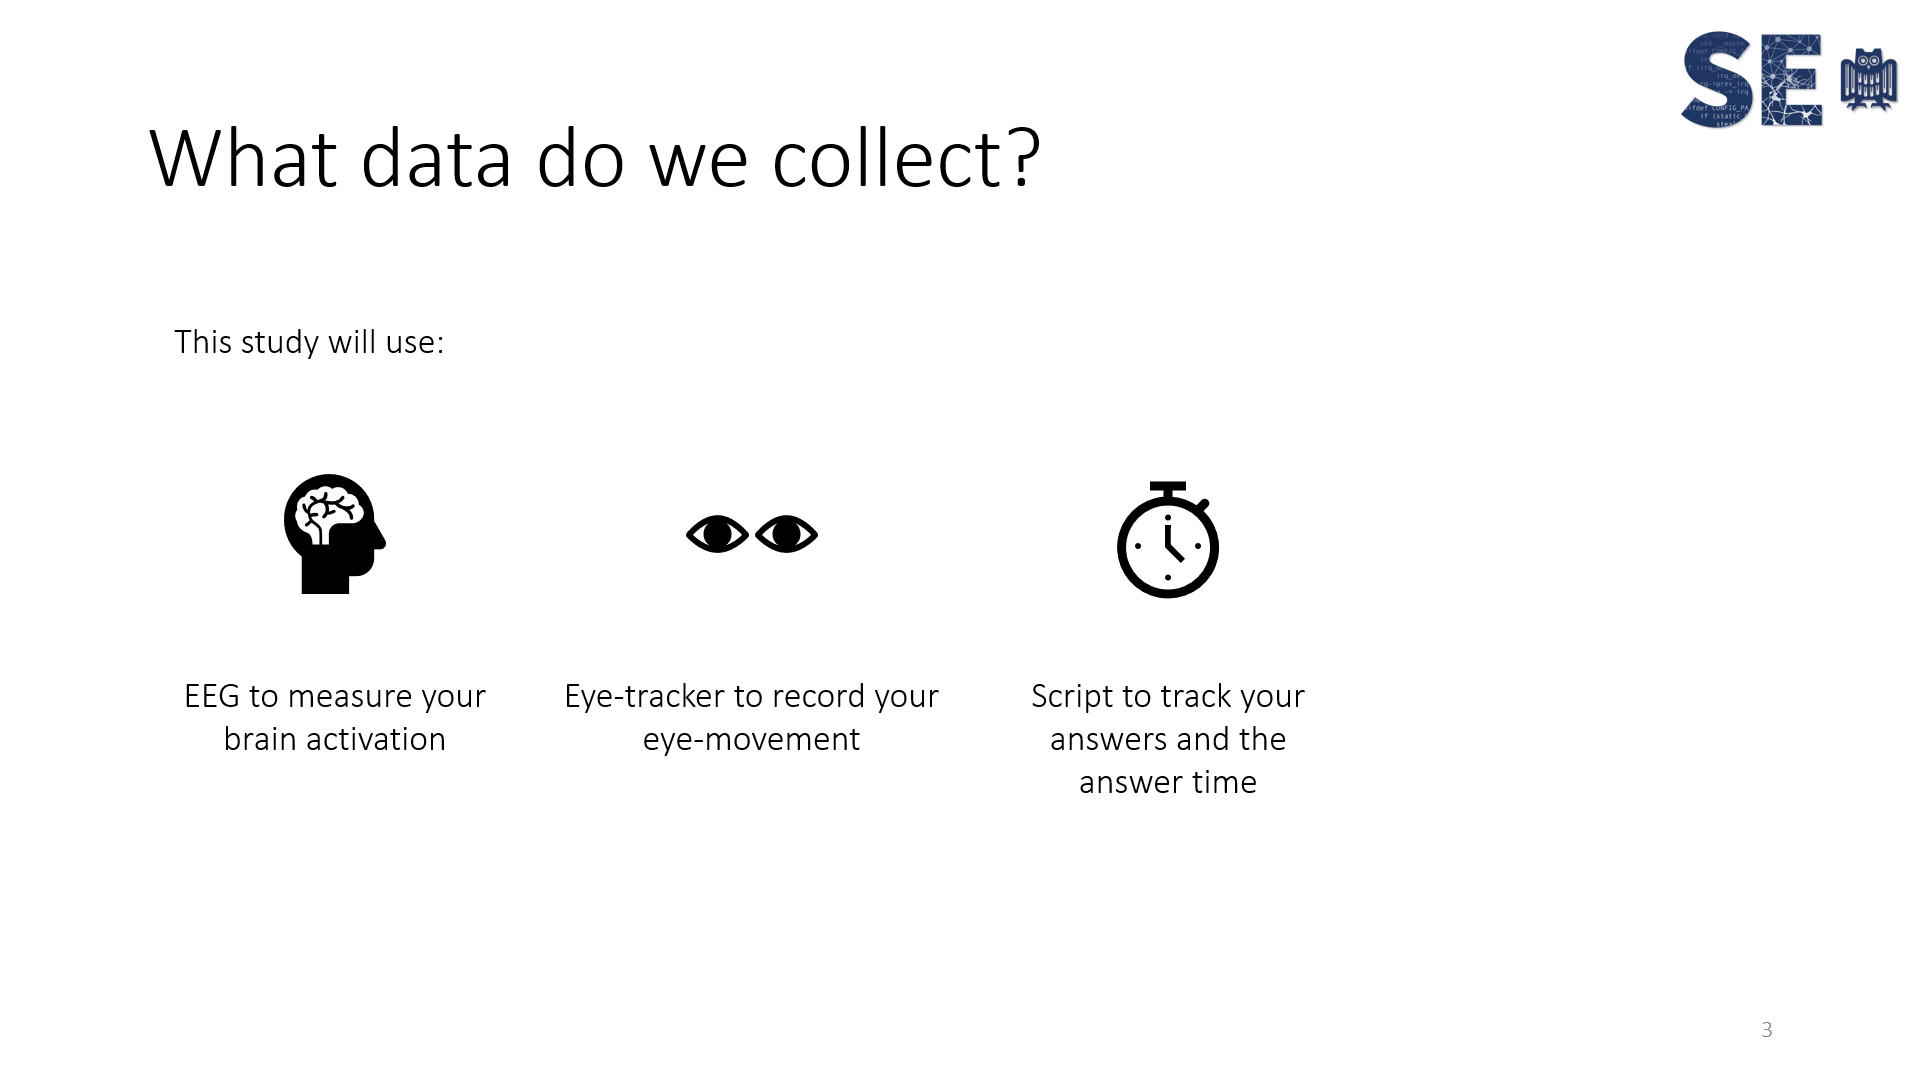 SE
What data do we collect?
This study will use:
EEG to measure your
brain activation
Eye-tracker to record your
eye-movement
Script to track your
answers and the
answer time
3